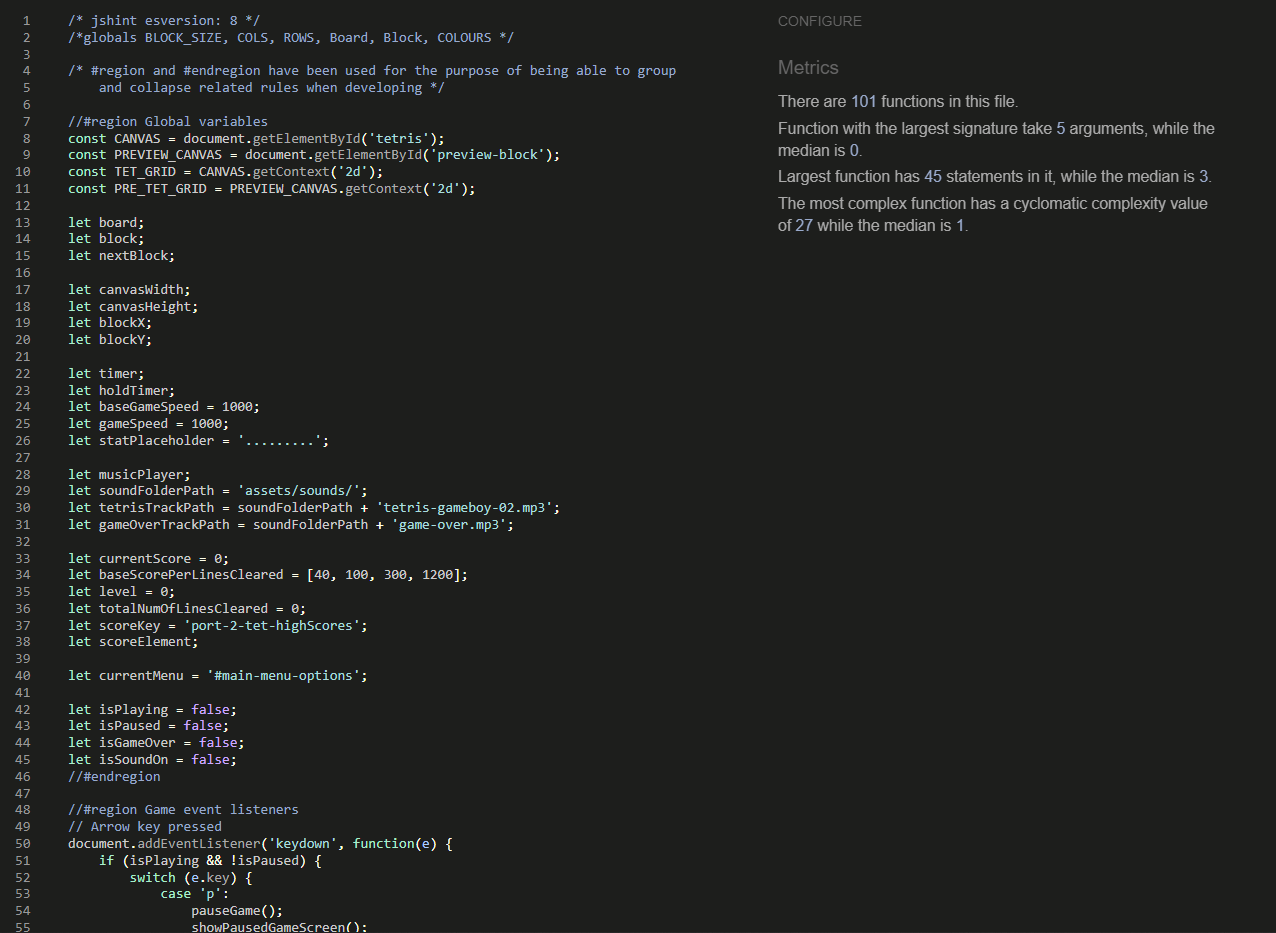 1 /* jshint esversion: 8 */
2 /*globals BLOCK_SIZE, COLS, ROWS, Board, Block, COLOURS */
3
4 /* #region and #endregion have been used for the purpose of being able to group
5     and collapse related rules when developing */
6
7 //#region Global variables
8 const CANVAS = document.getElementById('tetris');
9 const PREVIEW_CANVAS = document.getElementById('preview-block');
10 const TET_GRID = CANVAS.getContext('2d');
11 const PRE_TET_GRID = PREVIEW_CANVAS.getContext('2d');
12
13 let board;
14 let block;
15 let nextBlock;
16
17 let canvasWidth;
18 let canvasHeight;
19 let blockX;
20 let blockY;
21
22 let timer;
23 let holdTimer;
24 let baseGameSpeed = 1000;
25 let gameSpeed = 1000;
26 let statPlaceholder = '.........';
27
28 let musicPlayer;
29 let soundFolderPath = 'assets/sounds/';
30 let tetrisTrackPath = soundFolderPath + 'tetris-gameboy-02.mp3';
31 let gameOverTrackPath = soundFolderPath + 'game-over.mp3';
32
33 let currentScore = 0;
34 let baseScorePerLinesCleared = [40, 100, 300, 1200];
35 let level = 0;
36 let totalNumOfLinesCleared = 0;
37 let scoreKey = 'port-2-tet-highScores';
38 let scoreElement;
39
40 let currentMenu = '#main-menu-options';
41
42 let isPlaying = false;
43 let isPaused = false;
44 let isGameOver = false;
45 let isSoundOn = false;
46 //#endregion
47
48 //#region Game event listeners
49 // Arrow key pressed
50 document.addEventListener('keydown', function(e) {
51     if (isPlaying && !isPaused) {
52         switch (e.key) {
53             case 'p':
54                 pauseGame();
55                 showPausedGameScreen();
CONFIGURE
Metrics
There are 101 functions in this file.
Function with the largest signature take 5 arguments, while the
median is 0.
Largest function has 45 statements in it, while the median is 3.
The most complex function has a cyclomatic complexity value
of 27 while the median is 1.